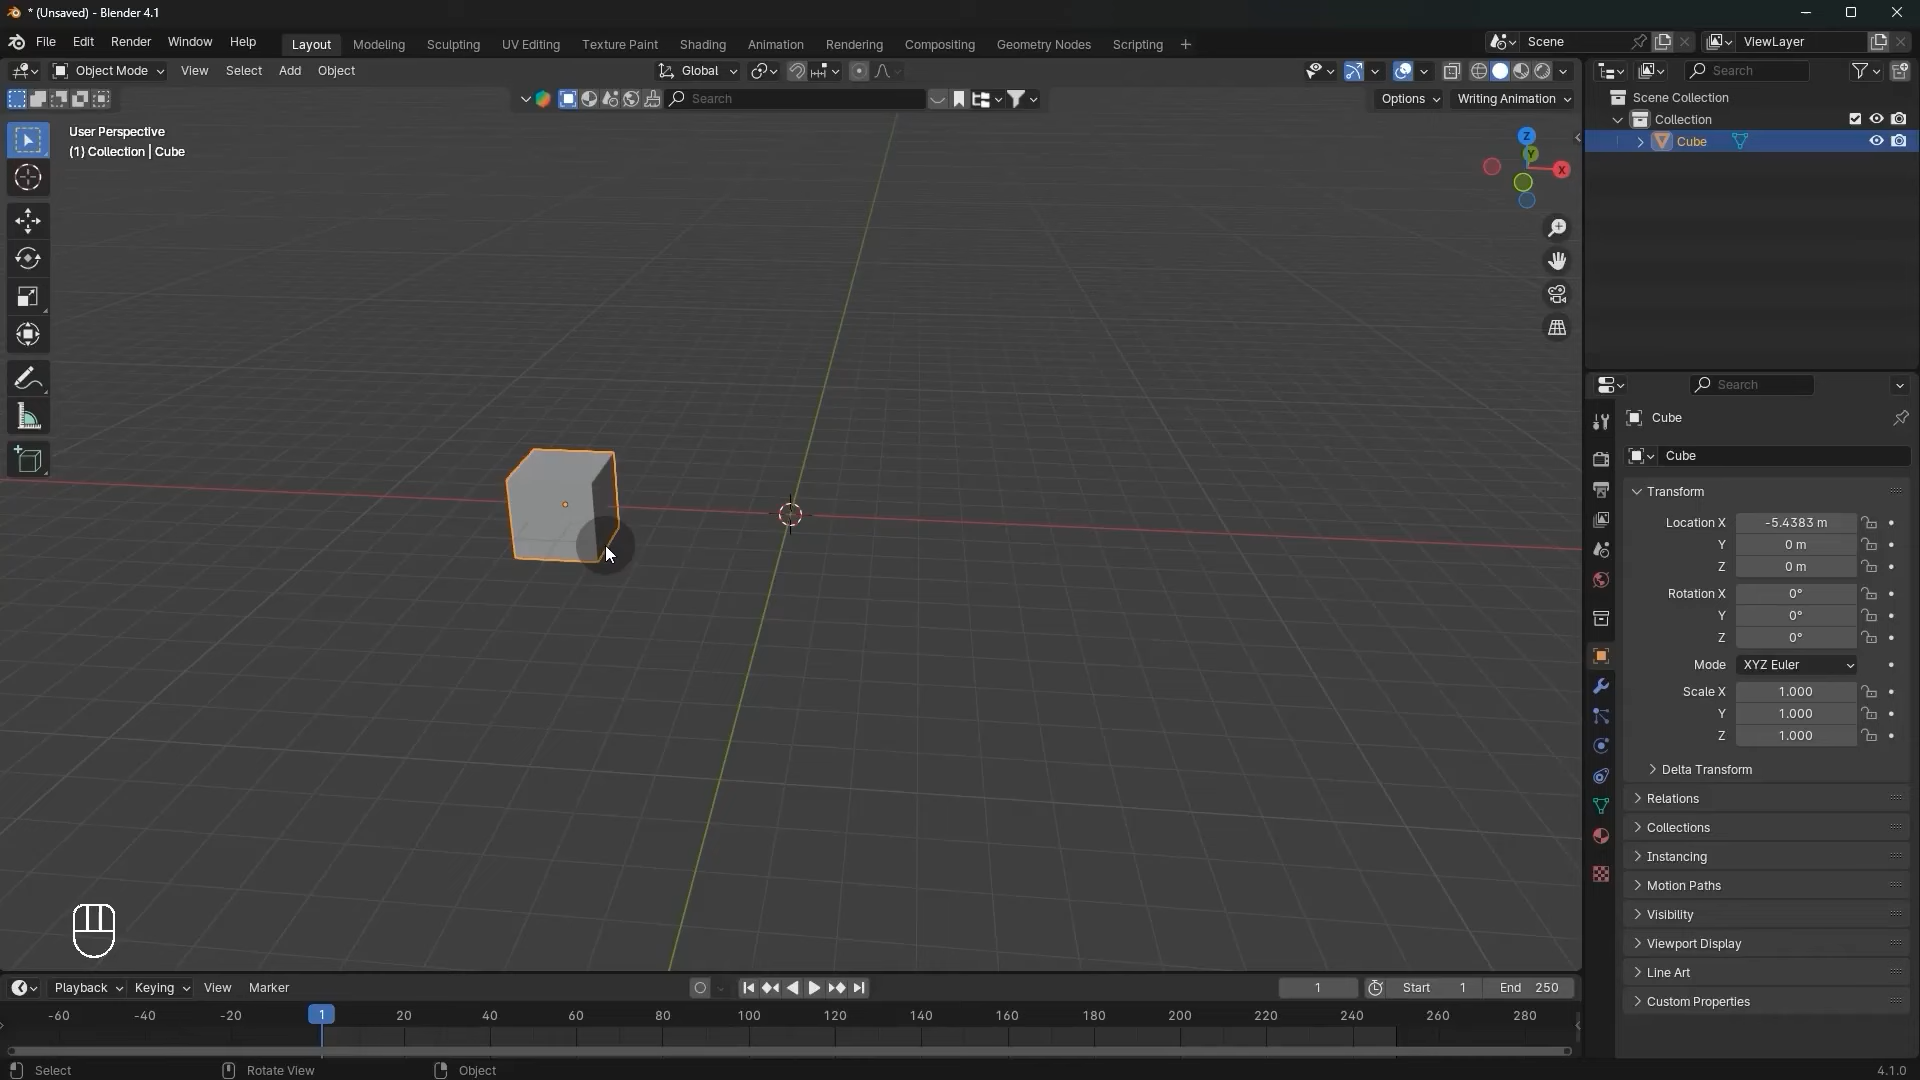 * (Unsaved) - Blender 4.1
File Edit Render Window Help Layout Modeling Sculpting UV Editing Texture Paint Shading Animation Rendering Compositing Geometry Nodes Scripting + Scene ViewLayer
Object Mode View Select Add Object Global Search
Search Options Writing Animation
Scene Collection
Collection
Cube
User Perspective
(1) Collection | Cube
Z
Y
X
Search
Cube
Cube
Transform
Location X -5.4383 m
Y 0 m
Z 0 m
Rotation X 0°
Y 0°
Z 0°
Mode XYZ Euler
Scale X 1.000
Y 1.000
Z 1.000
Delta Transform
Relations
Collections
Instancing
Motion Paths
Visibility
Viewport Display
Line Art
Custom Properties
Playback Keying View Marker 1 Start 1 End 250
-60 -40 -20 1 20 40 60 80 100 120 140 160 180 200 220 240 260 280
Select Rotate View Object 4.1.0